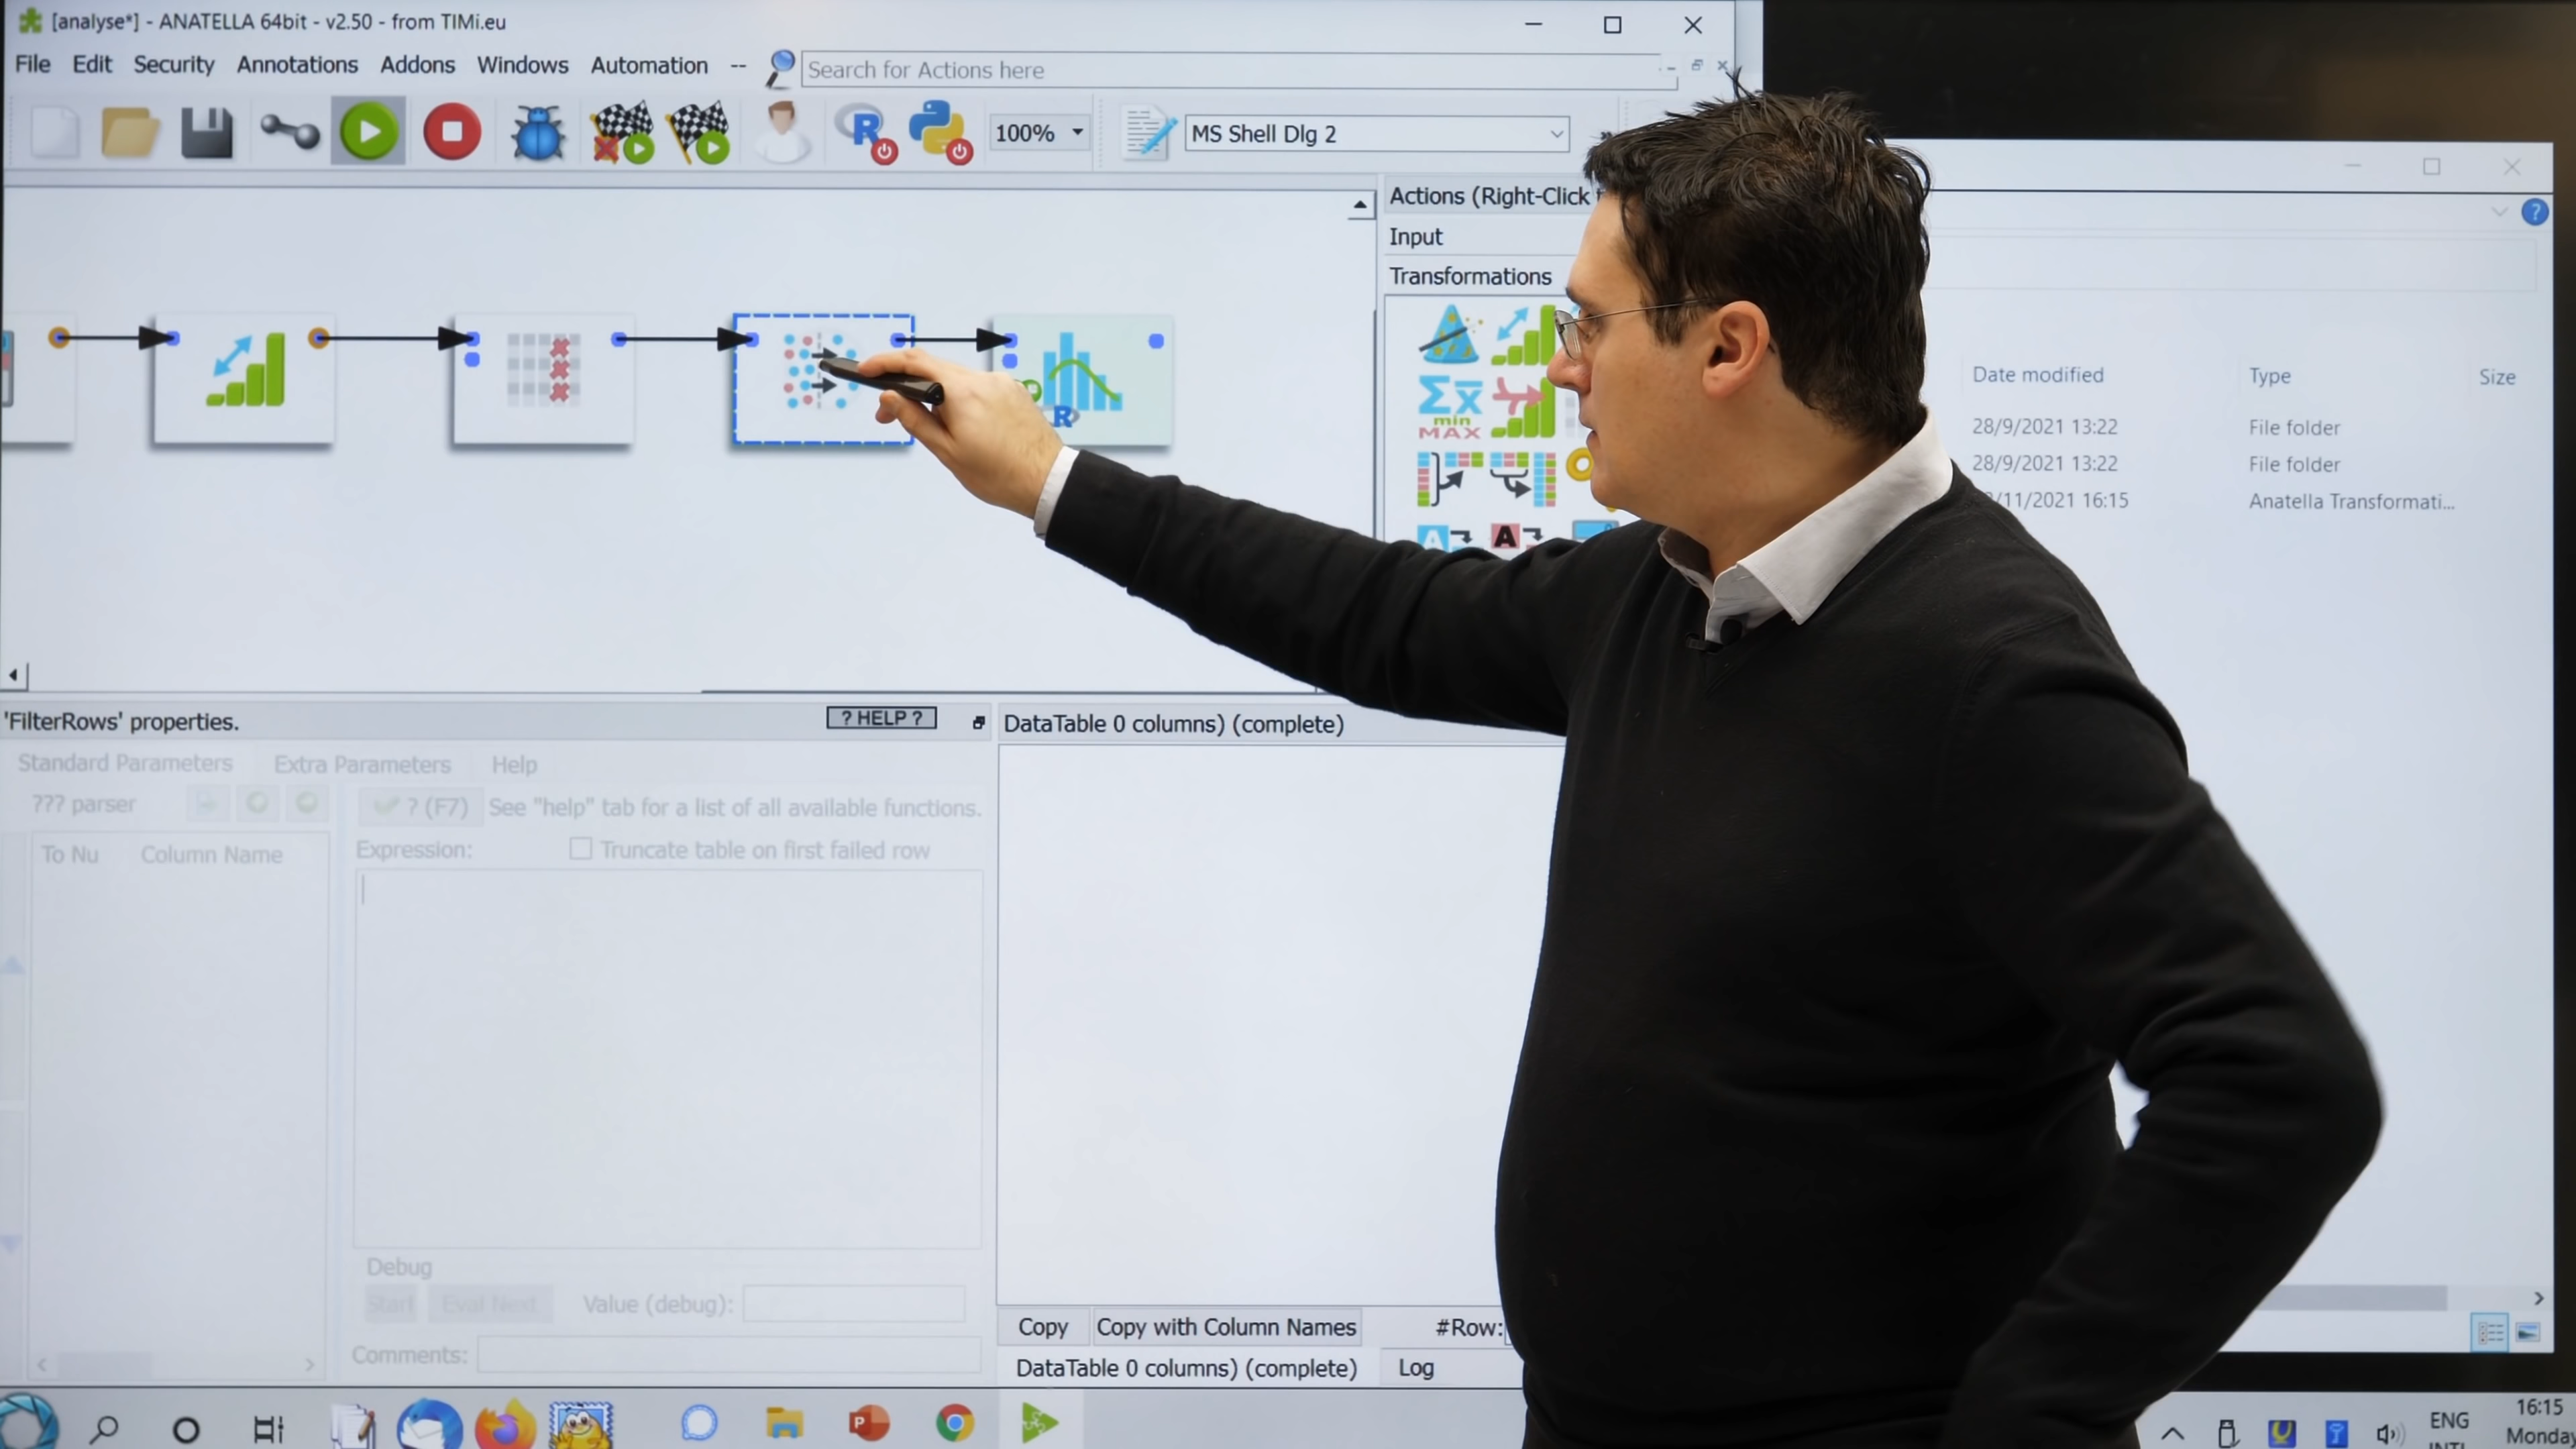 [analyse*] - ANATELLA 64bit - v2.50 - from TIMi.eu
File Edit Security Annotations Addons Windows Automation --
Search for Actions here
100%
MS Shell Dlg 2
Actions (Right-Click
Input
Transformations
min
MAX
R
R
A
A
Date modified Type Size
28/9/2021 13:22 File folder
28/9/2021 13:22 File folder
/11/2021 16:15 Anatella Transformati...
'FilterRows' properties.
? HELP ?
Standard Parameters Extra Parameters Help
??? parser
? (F7) See "help" tab for a list of all available functions.
To Nu Column Name
Expression: Truncate table on first failed row
Debug
Start Eval Next Value (debug):
Comments:
DataTable 0 columns) (complete)
Copy Copy with Column Names #Row:
DataTable 0 columns) (complete) Log
ENG
16:15
Monday